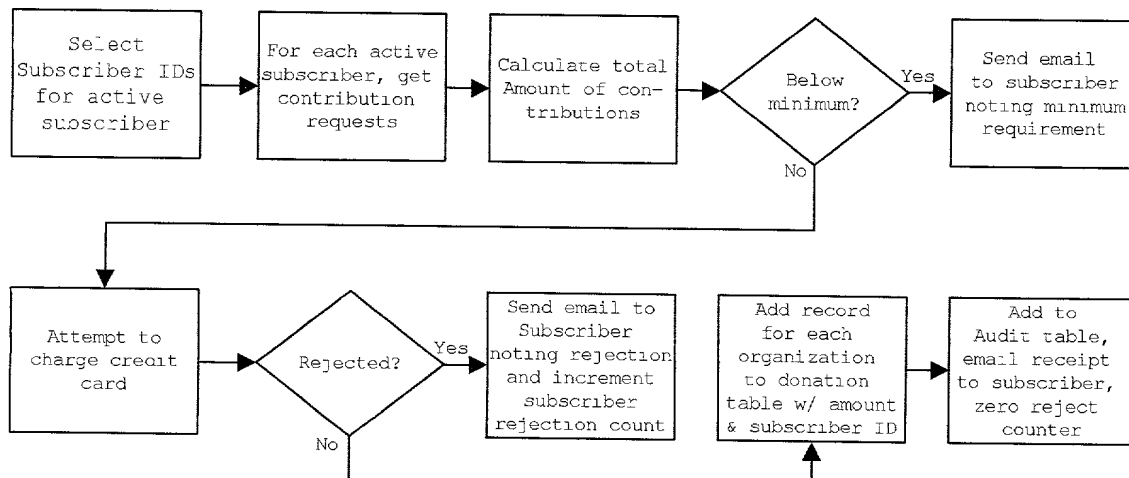 Select
Subscriber IDs
for active
subscriber
For each active
subscriber, get
contribution
requests
Calculate total
Amount of con-
tributions
Below
minimum?
Yes
No
Send email
to subscriber
noting minimum
requirement
Attempt to
charge credit
card
Rejected?
Yes
No
Send email to
Subscriber
noting rejection
and increment
subscriber
rejection count
Add record
for each
organization
to donation
table w/ amount
& subscriber ID
Add to
Audit table,
email receipt
to subscriber,
zero reject
counter